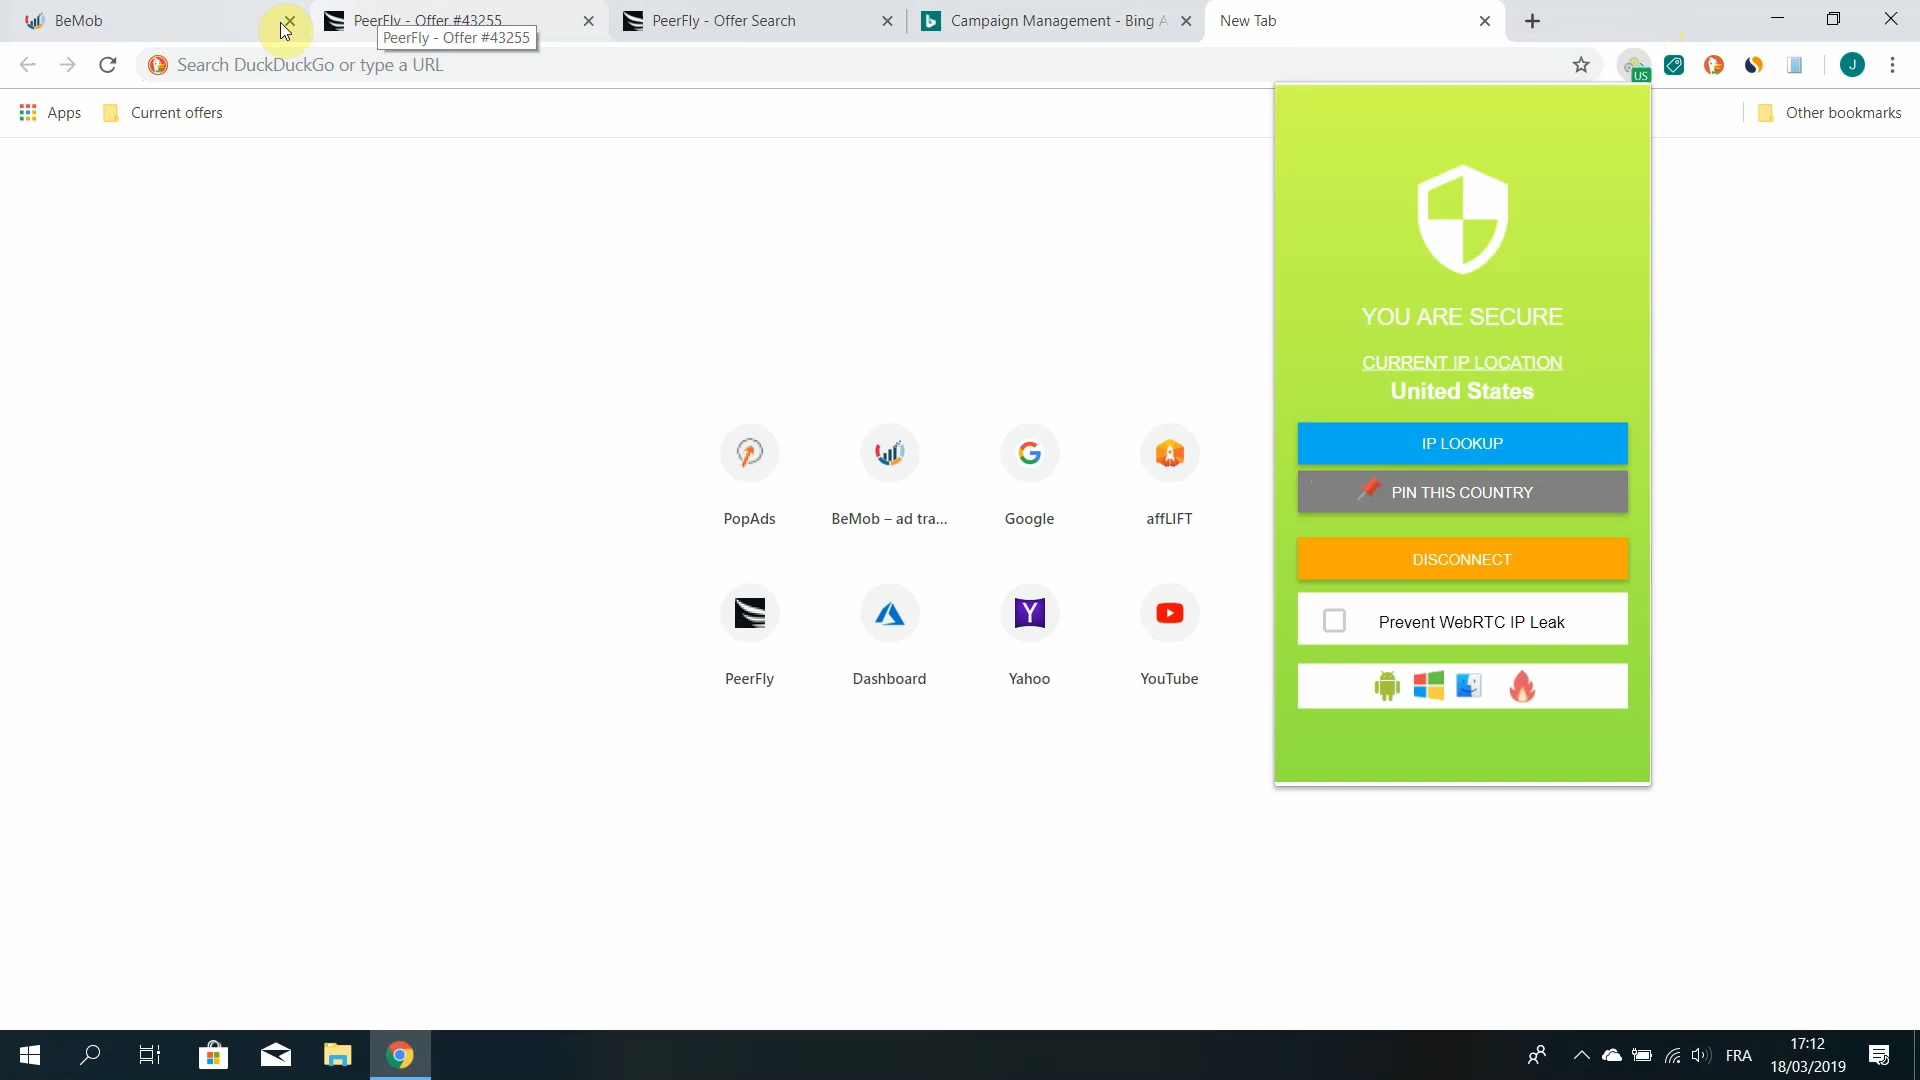 BeMob
PeerFly - Offer #43255
PeerFly - Offer Search
Campaign Management - Bing A
New Tab
PeerFly - Offer #43255
Search DuckDuckGo or type a URL
US
J
Apps
Current offers
Other bookmarks
YOU ARE SECURE
CURRENT IP LOCATION
United States
IP LOOKUP
PIN THIS COUNTRY
DISCONNECT
Prevent WebRTC IP Leak
PopAds
BeMob – ad tra...
Google
affLIFT
PeerFly
Dashboard
Yahoo
YouTube
FRA
17:12
18/03/2019